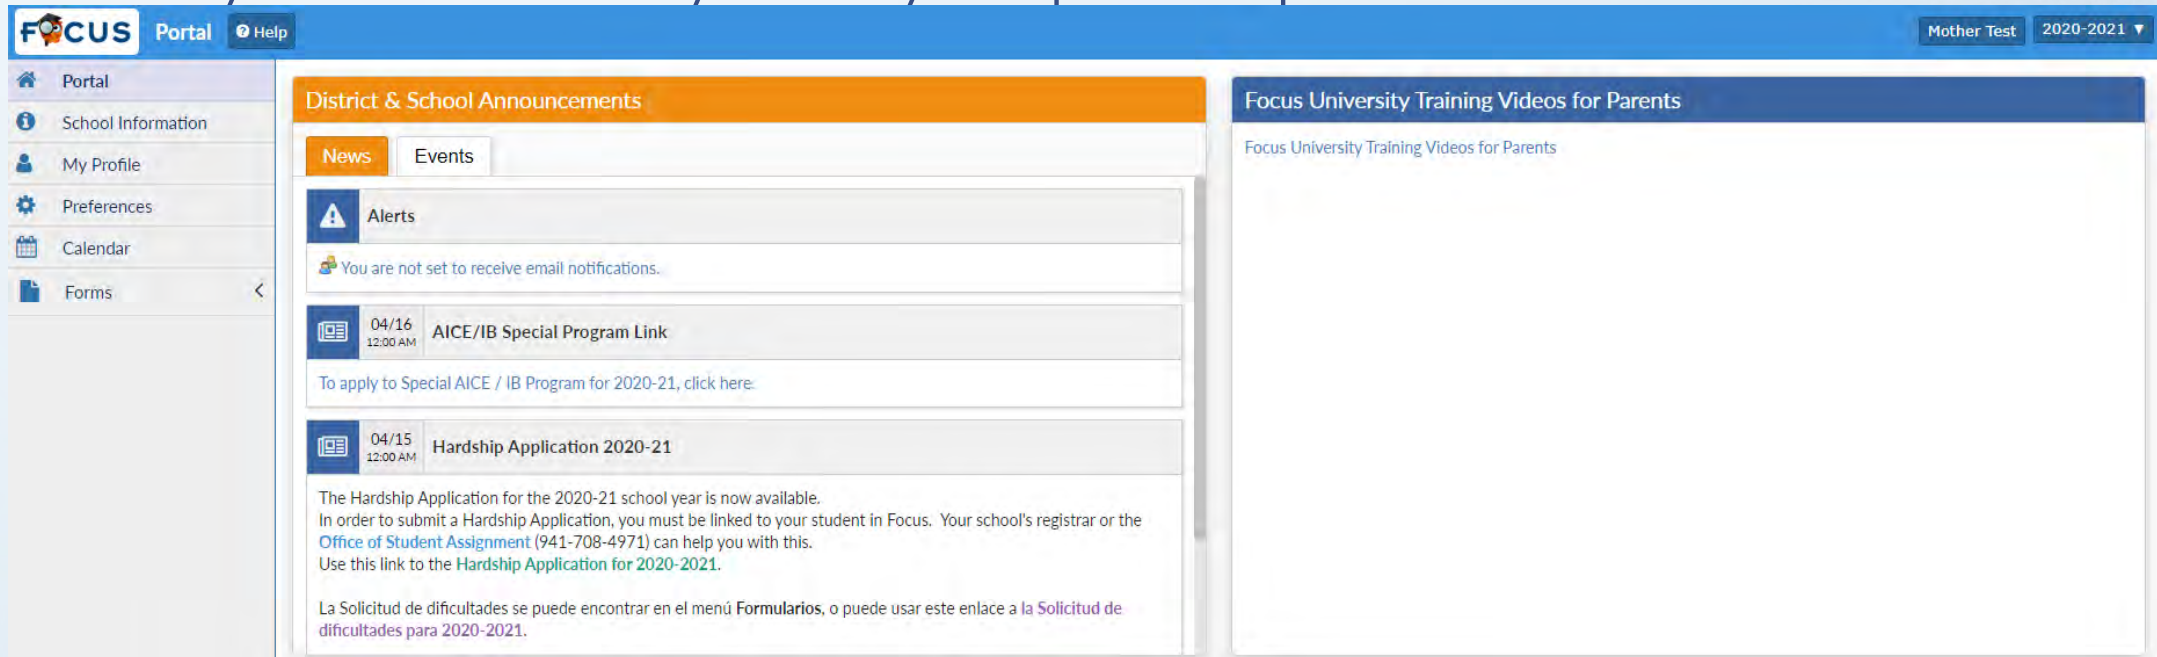 FOCUS Portal Help Mother Test 2020-2021 ▼
Portal
School Information
My Profile
Preferences
Calendar
Forms
District & School Announcements
News Events
Alerts
You are not set to receive email notifications.
04/16
12:00 AM
AICE/IB Special Program Link
To apply to Special AICE / IB Program for 2020-21, click here.
04/15
12:00 AM
Hardship Application 2020-21
The Hardship Application for the 2020-21 school year is now available.
In order to submit a Hardship Application, you must be linked to your student in Focus. Your school's registrar or the
Office of Student Assignment (941-708-4971) can help you with this.
Use this link to the Hardship Application for 2020-2021.
La Solicitud de dificultades se puede encontrar en el menú Formularios, o puede usar este enlace a la Solicitud de
dificultades para 2020-2021.
Focus University Training Videos for Parents
Focus University Training Videos for Parents